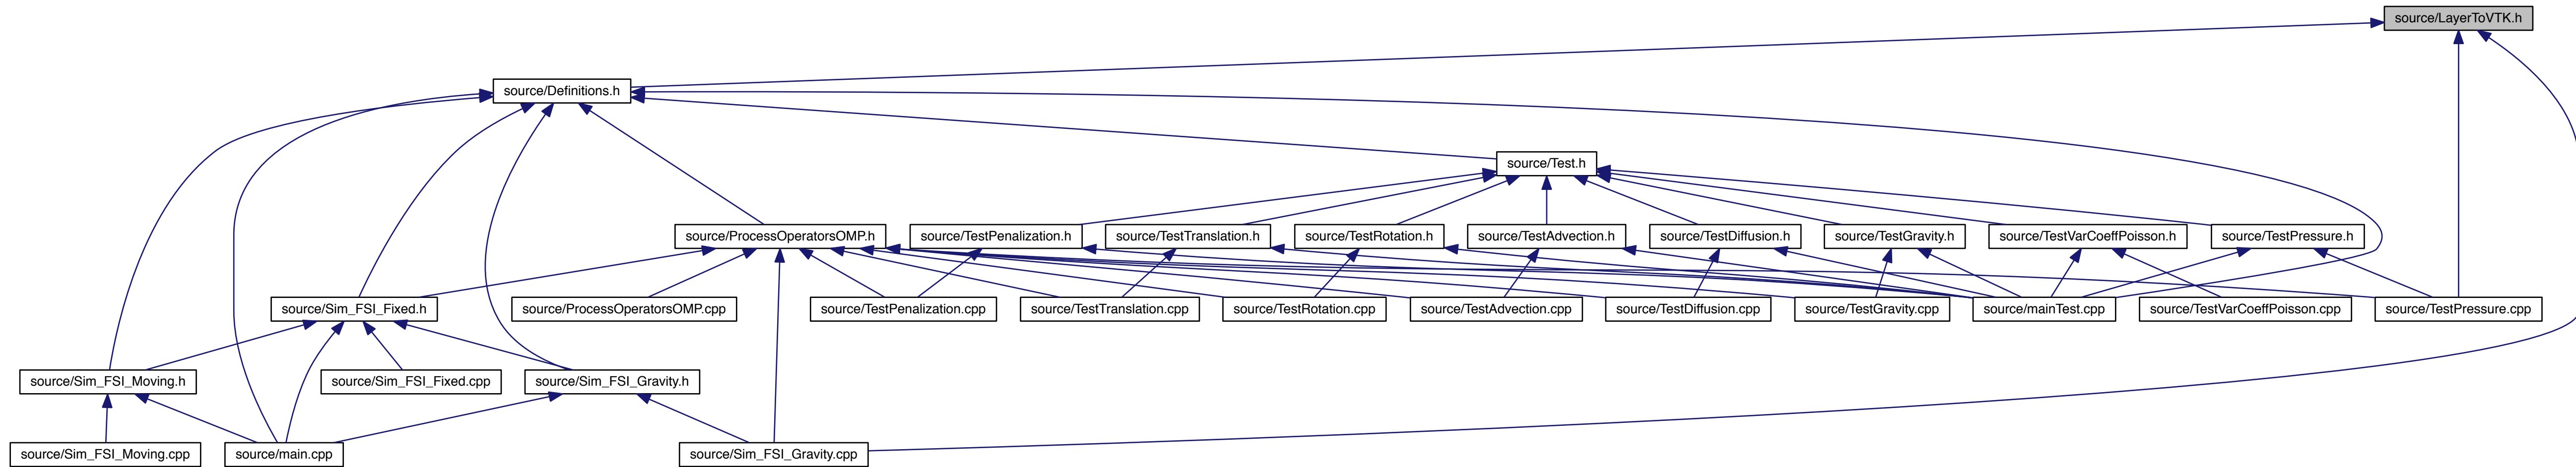 source/LayerToVTK.h
source/Definitions.h
source/Test.h
source/ProcessOperatorsOMP.h
source/TestPenalization.h
source/TestTranslation.h
source/TestRotation.h
source/TestAdvection.h
source/TestDiffusion.h
source/TestGravity.h
source/TestVarCoeffPoisson.h
source/TestPressure.h
source/Sim_FSI_Fixed.h
source/ProcessOperatorsOMP.cpp
source/TestPenalization.cpp
source/TestTranslation.cpp
source/TestRotation.cpp
source/TestAdvection.cpp
source/TestDiffusion.cpp
source/TestGravity.cpp
source/mainTest.cpp
source/TestVarCoeffPoisson.cpp
source/TestPressure.cpp
source/Sim_FSI_Moving.h
source/Sim_FSI_Fixed.cpp
source/Sim_FSI_Gravity.h
source/Sim_FSI_Moving.cpp
source/main.cpp
source/Sim_FSI_Gravity.cpp